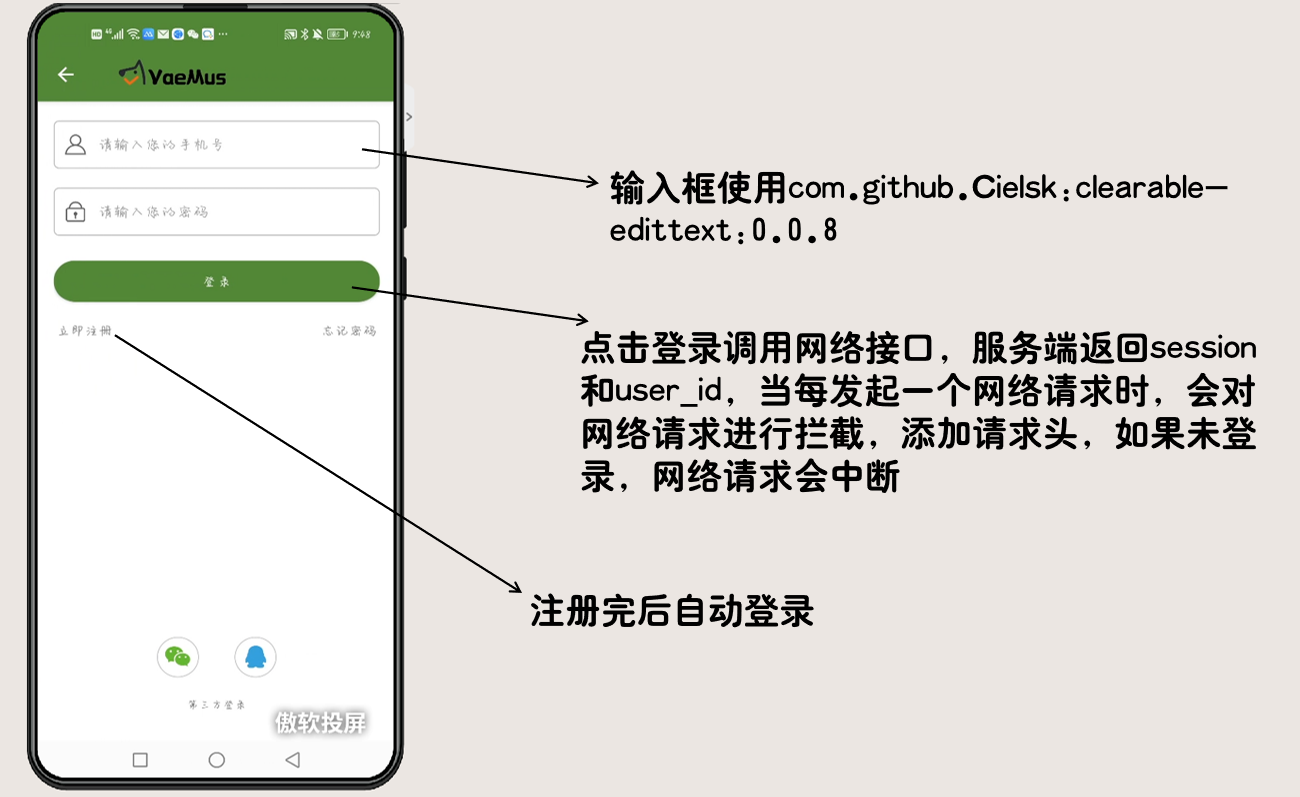 HD 4G 9:48
VaeMus
请输入您的手机号
请输入您的密码
登录
立即注册 忘记密码
第三方登录
傲软投屏
输入框使用com.github.Cielsk:clearable-
edittext:0.0.8
点击登录调用网络接口，服务端返回session
和user_id，当每发起一个网络请求时，会对
网络请求进行拦截，添加请求头，如果未登
录，网络请求会中断
注册完后自动登录